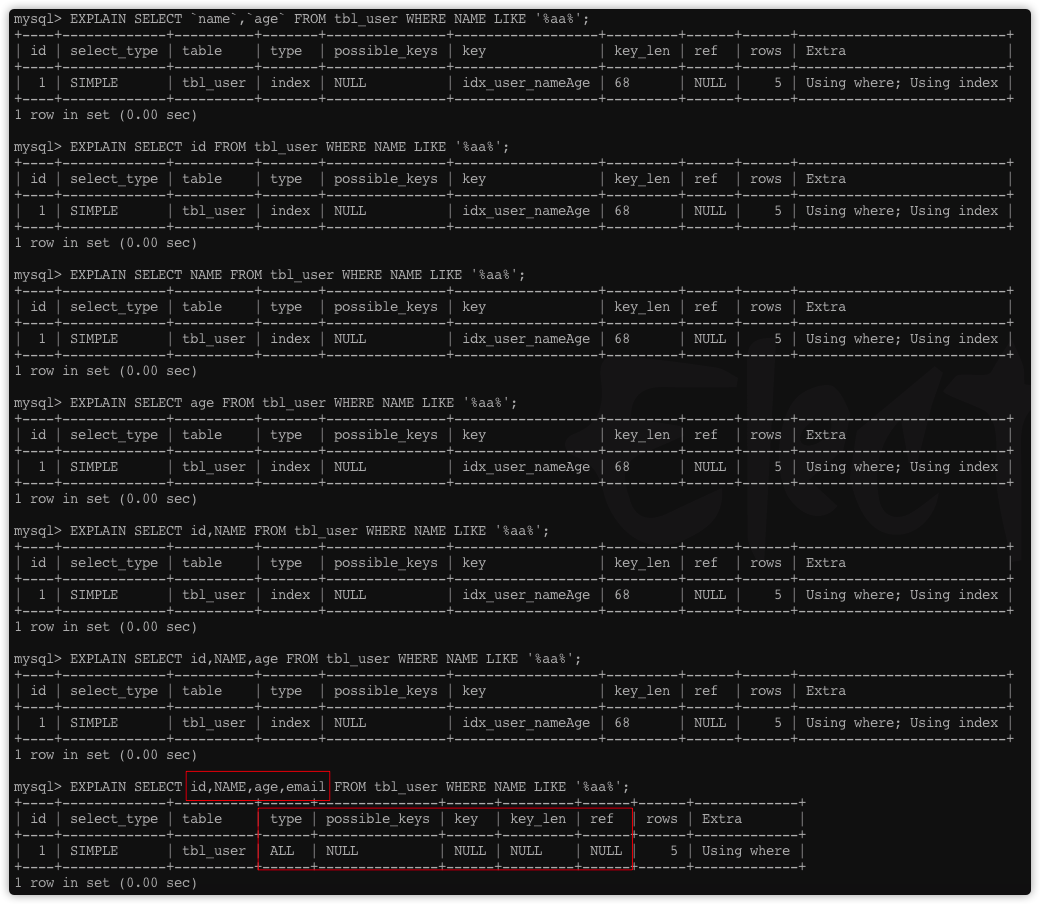 mysql> EXPLAIN SELECT `name`,`age` FROM tbl_user WHERE NAME LIKE '%aa%';
+----+-------------+----------+-------+---------------+------------------+---------+------+------+--------------------------+
| id | select_type | table    | type  | possible_keys | key              | key_len | ref  | rows | Extra                    |
+----+-------------+----------+-------+---------------+------------------+---------+------+------+--------------------------+
|  1 | SIMPLE      | tbl_user | index | NULL          | idx_user_nameAge | 68      | NULL |    5 | Using where; Using index |
+----+-------------+----------+-------+---------------+------------------+---------+------+------+--------------------------+
1 row in set (0.00 sec)

mysql> EXPLAIN SELECT id FROM tbl_user WHERE NAME LIKE '%aa%';
+----+-------------+----------+-------+---------------+------------------+---------+------+------+--------------------------+
| id | select_type | table    | type  | possible_keys | key              | key_len | ref  | rows | Extra                    |
+----+-------------+----------+-------+---------------+------------------+---------+------+------+--------------------------+
|  1 | SIMPLE      | tbl_user | index | NULL          | idx_user_nameAge | 68      | NULL |    5 | Using where; Using index |
+----+-------------+----------+-------+---------------+------------------+---------+------+------+--------------------------+
1 row in set (0.00 sec)

mysql> EXPLAIN SELECT NAME FROM tbl_user WHERE NAME LIKE '%aa%';
+----+-------------+----------+-------+---------------+------------------+---------+------+------+--------------------------+
| id | select_type | table    | type  | possible_keys | key              | key_len | ref  | rows | Extra                    |
+----+-------------+----------+-------+---------------+------------------+---------+------+------+--------------------------+
|  1 | SIMPLE      | tbl_user | index | NULL          | idx_user_nameAge | 68      | NULL |    5 | Using where; Using index |
+----+-------------+----------+-------+---------------+------------------+---------+------+------+--------------------------+
1 row in set (0.00 sec)

mysql> EXPLAIN SELECT age FROM tbl_user WHERE NAME LIKE '%aa%';
+----+-------------+----------+-------+---------------+------------------+---------+------+------+--------------------------+
| id | select_type | table    | type  | possible_keys | key              | key_len | ref  | rows | Extra                    |
+----+-------------+----------+-------+---------------+------------------+---------+------+------+--------------------------+
|  1 | SIMPLE      | tbl_user | index | NULL          | idx_user_nameAge | 68      | NULL |    5 | Using where; Using index |
+----+-------------+----------+-------+---------------+------------------+---------+------+------+--------------------------+
1 row in set (0.00 sec)

mysql> EXPLAIN SELECT id,NAME FROM tbl_user WHERE NAME LIKE '%aa%';
+----+-------------+----------+-------+---------------+------------------+---------+------+------+--------------------------+
| id | select_type | table    | type  | possible_keys | key              | key_len | ref  | rows | Extra                    |
+----+-------------+----------+-------+---------------+------------------+---------+------+------+--------------------------+
|  1 | SIMPLE      | tbl_user | index | NULL          | idx_user_nameAge | 68      | NULL |    5 | Using where; Using index |
+----+-------------+----------+-------+---------------+------------------+---------+------+------+--------------------------+
1 row in set (0.00 sec)

mysql> EXPLAIN SELECT id,NAME,age FROM tbl_user WHERE NAME LIKE '%aa%';
+----+-------------+----------+-------+---------------+------------------+---------+------+------+--------------------------+
| id | select_type | table    | type  | possible_keys | key              | key_len | ref  | rows | Extra                    |
+----+-------------+----------+-------+---------------+------------------+---------+------+------+--------------------------+
|  1 | SIMPLE      | tbl_user | index | NULL          | idx_user_nameAge | 68      | NULL |    5 | Using where; Using index |
+----+-------------+----------+-------+---------------+------------------+---------+------+------+--------------------------+
1 row in set (0.00 sec)

mysql> EXPLAIN SELECT id,NAME,age,email FROM tbl_user WHERE NAME LIKE '%aa%';
+----+-------------+----------+------+---------------+------+---------+------+------+-------------+
| id | select_type | table    | type | possible_keys | key  | key_len | ref  | rows | Extra       |
+----+-------------+----------+------+---------------+------+---------+------+------+-------------+
|  1 | SIMPLE      | tbl_user | ALL  | NULL          | NULL | NULL    | NULL |    5 | Using where |
+----+-------------+----------+------+---------------+------+---------+------+------+-------------+
1 row in set (0.00 sec)